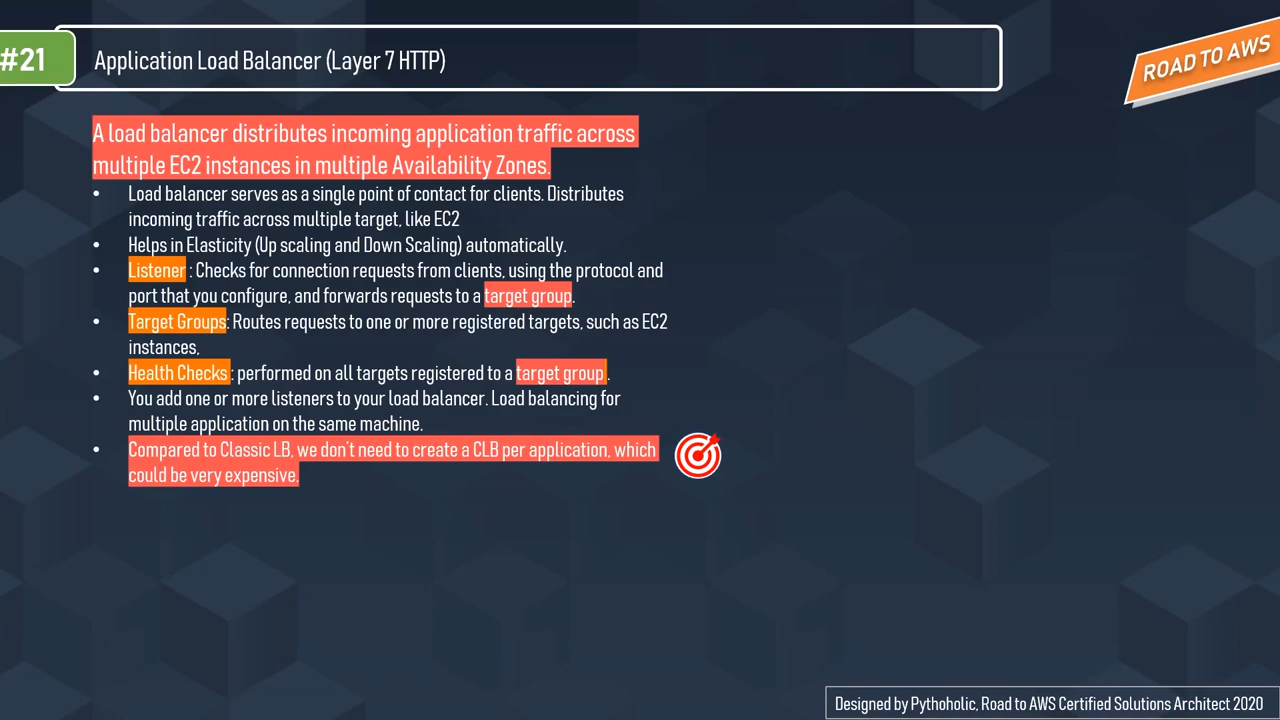 #21
Application Load Balancer (Layer 7 HTTP)
ROAD TO AWS
A load balancer distributes incoming application traffic across
multiple EC2 instances in multiple Availability Zones.
• Load balancer serves as a single point of contact for clients. Distributes
incoming traffic across multiple target, like EC2
• Helps in Elasticity (Up scaling and Down Scaling) automatically.
• Listener : Checks for connection requests from clients, using the protocol and
port that you configure, and forwards requests to a target group.
• Target Groups: Routes requests to one or more registered targets, such as EC2
instances,
• Health Checks : performed on all targets registered to a target group .
• You add one or more listeners to your load balancer. Load balancing for
multiple application on the same machine.
• Compared to Classic LB, we don't need to create a CLB per application, which
could be very expensive.
Designed by Pythoholic, Road to AWS Certified Solutions Architect 2020